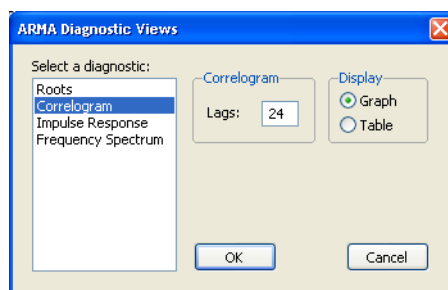 ARMA Diagnostic Views
Select a diagnostic:
Roots
Correlogram
Impulse Response
Frequency Spectrum
Correlogram
Lags: 24
Display
Graph
Table
OK
Cancel